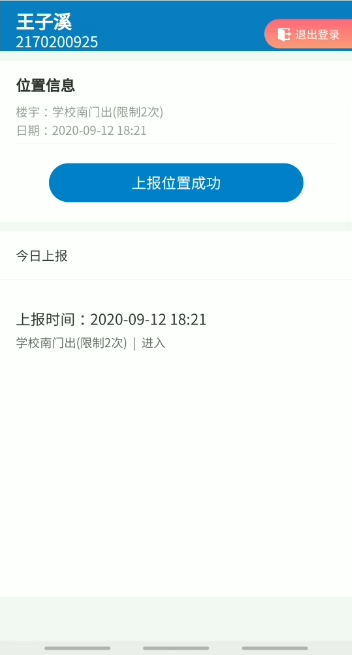 王子溪
2170200925
退出登录
位置信息
楼宇：学校南门出(限制2次)
日期：2020-09-12 18:21
上报位置成功
今日上报
上报时间：2020-09-12 18:21
学校南门出(限制2次) | 进入